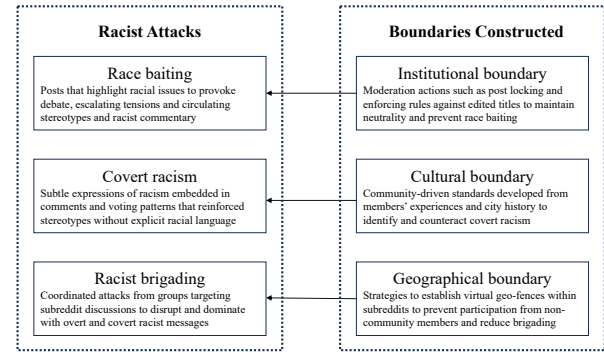 Racist Attacks
Race baiting
Posts that highlight racial issues to provoke
debate, escalating tensions and circulating
stereotypes and racist commentary
Covert racism
Subtle expressions of racism embedded in
comments and voting patterns that reinforced
stereotypes without explicit racial language
Racist brigading
Coordinated attacks from groups targeting
subreddit discussions to disrupt and dominate
with overt and covert racist messages
Boundaries Constructed
Institutional boundary
Moderation actions such as post locking and
enforcing rules against edited titles to maintain
neutrality and prevent race baiting
Cultural boundary
Community-driven standards developed from
members' experiences and city history to
identify and counteract covert racism
Geographical boundary
Strategies to establish virtual geo-fences within
subreddits to prevent participation from non-
community members and reduce brigading